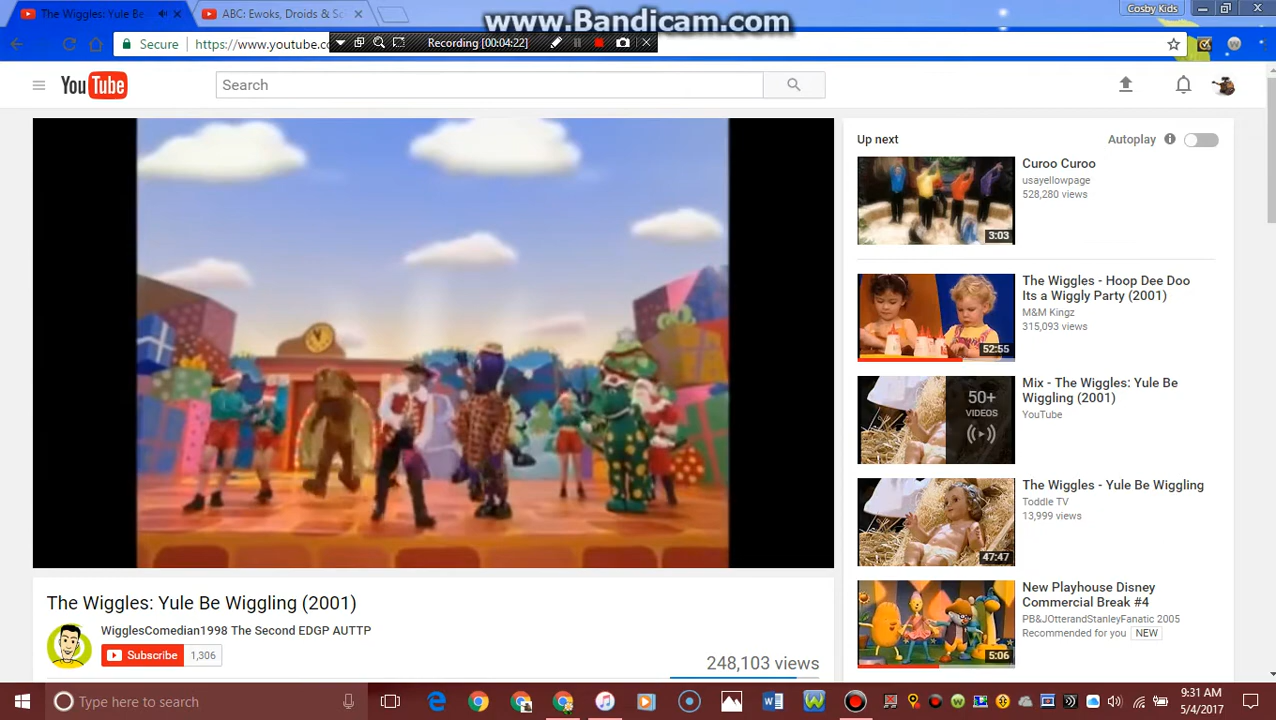 The Wiggles: Yule Be
ABC: Ewoks, Droids & Sc
www.Bandicam.com
Cosby Kids
Secure
https://www.youtube.co
Recording [00:04:22]
YouTube
Search
Up next
Autoplay
Curoo Curoo
usayellowpage
528,280 views
3:03
The Wiggles - Hoop Dee Doo
Its a Wiggly Party (2001)
M&M Kingz
315,093 views
52:55
Mix - The Wiggles: Yule Be
Wiggling (2001)
YouTube
50+
VIDEOS
The Wiggles - Yule Be Wiggling
Toddle TV
13,999 views
47:47
New Playhouse Disney
Commercial Break #4
PB&JOtterandStanleyFanatic 2005
Recommended for you NEW
5:06
The Wiggles: Yule Be Wiggling (2001)
WigglesComedian1998 The Second EDGP AUTTP
Subscribe 1,306
248,103 views
Type here to search
9:31 AM
5/4/2017